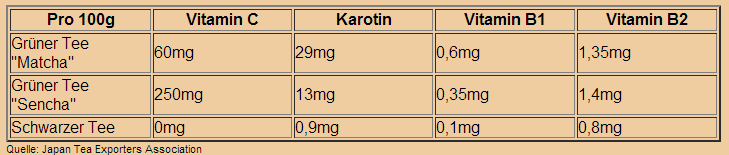 Pro 100g Vitamin C Karotin Vitamin B1 Vitamin B2
Grüner Tee
"Matcha" 60mg 29mg 0,6mg 1,35mg
Grüner Tee
"Sencha" 250mg 13mg 0,35mg 1,4mg
Schwarzer Tee 0mg 0,9mg 0,1mg 0,8mg
Quelle: Japan Tea Exporters Association